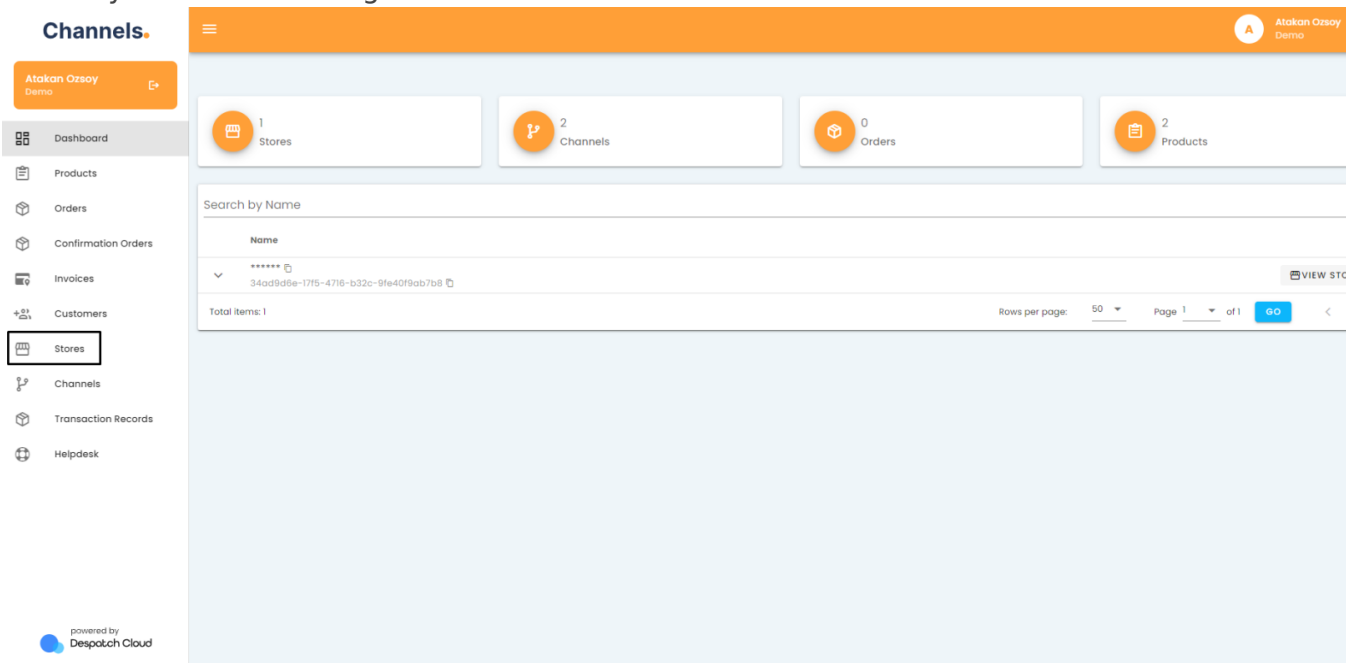 Channels.
Atakan Ozsoy
Demo
A
Atakan Ozsoy
Demo
Dashboard
Products
Orders
Confirmation Orders
Invoices
Customers
Stores
Channels
Transaction Records
Helpdesk
powered by
Despatch Cloud
1
Stores
2
Channels
0
Orders
2
Products
Search by Name
Name
******
34ad9d6e-17f5-4716-b32c-9fe40f9ab7b8
VIEW STO
Total items: 1
Rows per page: 50 Page 1 of 1 GO